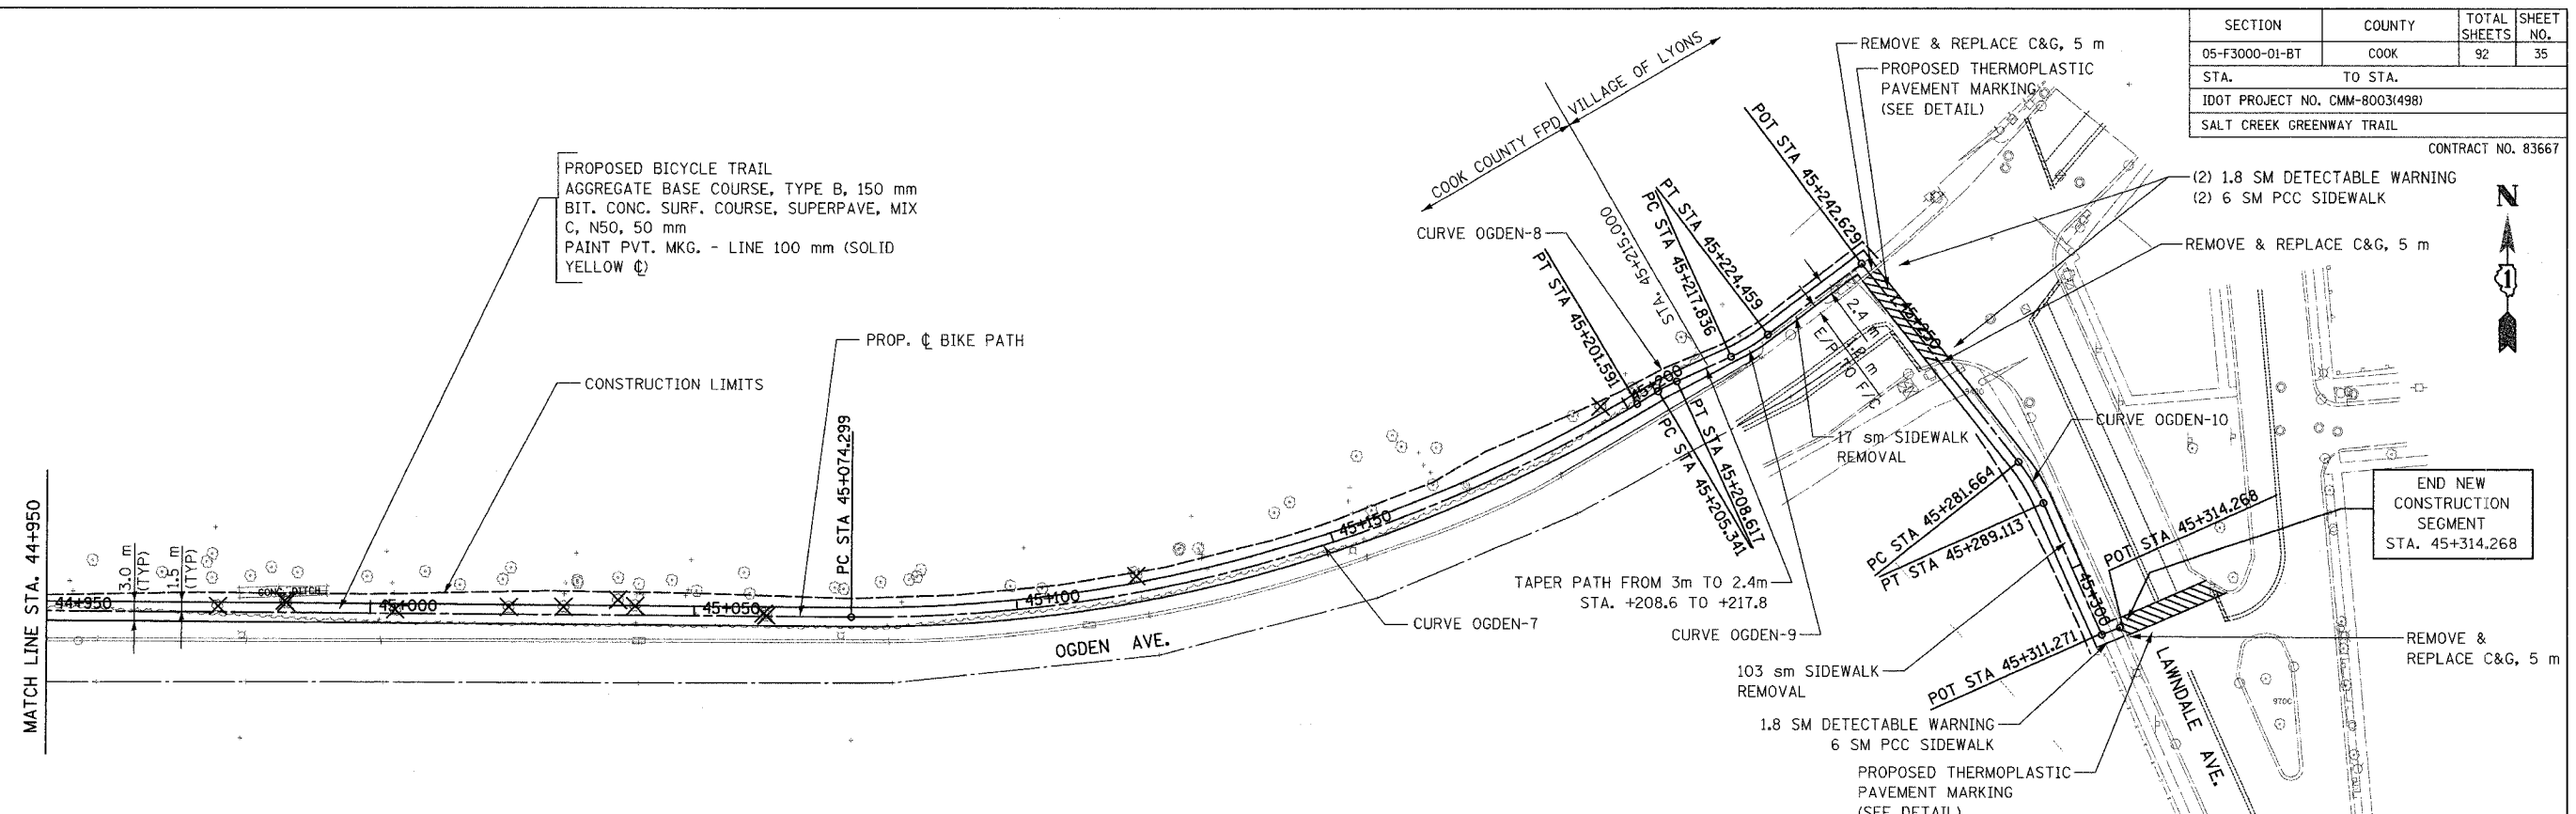 SECTION COUNTY TOTAL SHEETS SHEET NO.
05-F3000-01-BT COOK 92 35
STA. TO STA.
IDOT PROJECT NO. CMM-8003(498)
SALT CREEK GREENWAY TRAIL
CONTRACT NO. 83667
REMOVE & REPLACE C&G, 5 m
PROPOSED THERMOPLASTIC
PAVEMENT MARKING
(SEE DETAIL)
COOK COUNTY FPD
VILLAGE OF LYONS
STA. 45+215.000
(2) 1.8 SM DETECTABLE WARNING
(2) 6 SM PCC SIDEWALK
N
1
REMOVE & REPLACE C&G, 5 m
PROPOSED BICYCLE TRAIL
AGGREGATE BASE COURSE, TYPE B, 150 mm
BIT. CONC. SURF. COURSE, SUPERPAVE, MIX
C, N50, 50 mm
PAINT PVT. MKG. - LINE 100 mm (SOLID
YELLOW ℄)
PROP. ℄ BIKE PATH
CONSTRUCTION LIMITS
CURVE OGDEN-8
PT STA 45+201.591
PC STA 45+205.341
PT STA 45+208.617
PC STA 45+217.836
PT STA 45+224.459
POT STA 45+242.629
2.4 m
1.8 m
E/P TO F/C
17 sm SIDEWALK
REMOVAL
CURVE OGDEN-10
END NEW
CONSTRUCTION
SEGMENT
STA. 45+314.268
MATCH LINE STA. 44+950
44+950
3.0 m
(TYP)
1.5 m
(TYP)
CONC. DITCH
45+000
45+050
PC STA 45+074.299
45+100
45+150
45+200
45+250
45+300
OGDEN AVE.
CURVE OGDEN-7
TAPER PATH FROM 3m TO 2.4m
STA. +208.6 TO +217.8
CURVE OGDEN-9
PC STA 45+281.664
PT STA 45+289.113
POT STA 45+314.268
POT STA 45+311.271
103 sm SIDEWALK
REMOVAL
1.8 SM DETECTABLE WARNING
6 SM PCC SIDEWALK
PROPOSED THERMOPLASTIC
PAVEMENT MARKING
(SEE DETAIL)
REMOVE &
REPLACE C&G, 5 m
LAWNDALE AVE.